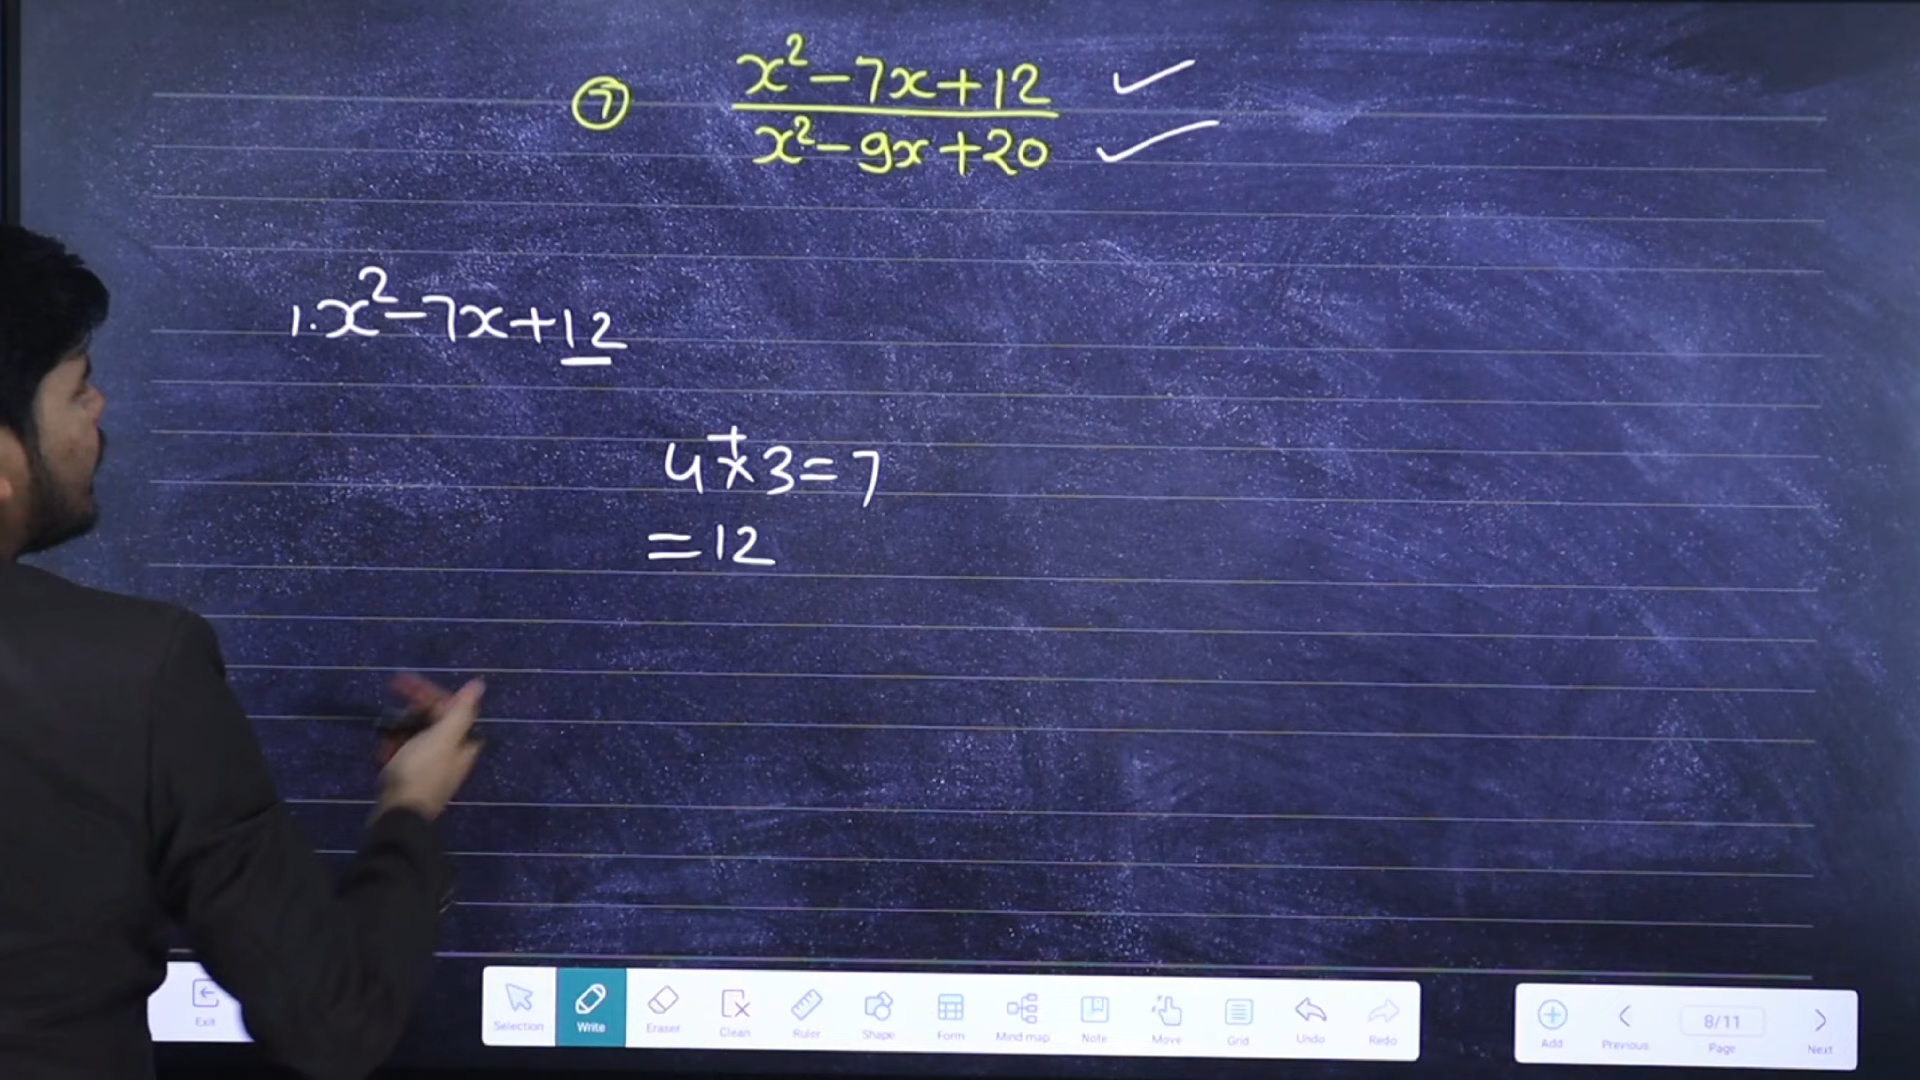 ⑦ x² - 7x + 12 ✓
x² - 9x + 20 ✓
1.x² - 7x + 12
4 +× 3 = 7
= 12
Exit
Selection Write Eraser Clean Ruler Shape Form Mind map Note Move Grid Undo Redo
Add Previous 8/11 Page Next